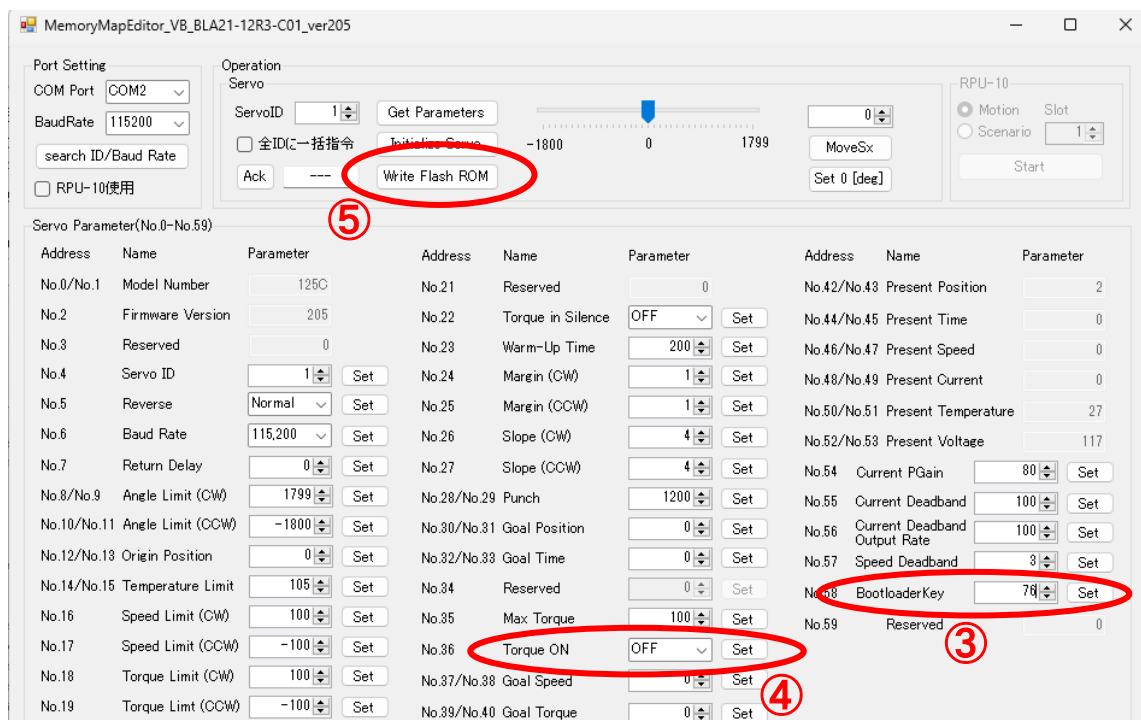 MemoryMapEditor_VB_BLA21-12R3-C01_ver205
Port Setting
COM Port COM2
BaudRate 115200
search ID/Baud Rate
RPU-10使用
Operation
Servo
ServoID 1 Get Parameters
全IDに一括指令 Initialize Servo
Ack --- Write Flash ROM
-1800 0 1799
0
MoveSx
Set 0 [deg]
RPU-10
Motion Slot
Scenario 1
Start
⑤
Servo Parameter(No.0-No.59)
Address Name Parameter
No.0/No.1 Model Number 125C
No.2 Firmware Version 205
No.3 Reserved 0
No.4 Servo ID 1 Set
No.5 Reverse Normal Set
No.6 Baud Rate 115,200 Set
No.7 Return Delay 0 Set
No.8/No.9 Angle Limit (CW) 1799 Set
No.10/No.11 Angle Limit (CCW) -1800 Set
No.12/No.13 Origin Position 0 Set
No.14/No.15 Temperature Limit 105 Set
No.16 Speed Limit (CW) 100 Set
No.17 Speed Limit (CCW) -100 Set
No.18 Torque Limit (CW) 100 Set
No.19 Torque Limt (CCW) -100 Set
Address Name Parameter
No.21 Reserved 0
No.22 Torque in Silence OFF Set
No.23 Warm-Up Time 200 Set
No.24 Margin (CW) 1 Set
No.25 Margin (CCW) 1 Set
No.26 Slope (CW) 4 Set
No.27 Slope (CCW) 4 Set
No.28/No.29 Punch 1200 Set
No.30/No.31 Goal Position 0 Set
No.32/No.33 Goal Time 0 Set
No.34 Reserved 0 Set
No.35 Max Torque 100 Set
No.36 Torque ON OFF Set
No.37/No.38 Goal Speed 0 Set
④
No.39/No.40 Goal Torque 0 Set
Address Name Parameter
No.42/No.43 Present Position 2
No.44/No.45 Present Time 0
No.46/No.47 Present Speed 0
No.48/No.49 Present Current 0
No.50/No.51 Present Temperature 27
No.52/No.53 Present Voltage 117
No.54 Current PGain 80 Set
No.55 Current Deadband 100 Set
No.56 Current Deadband
Output Rate 100 Set
No.57 Speed Deadband 3 Set
No.58 BootloaderKey 76 Set
No.59 Reserved 0
③